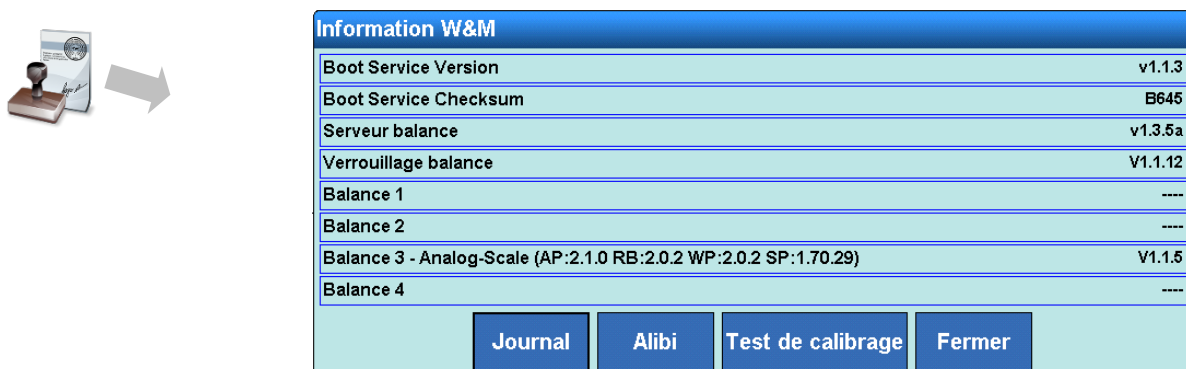 Information W&M
Boot Service Version v1.1.3
Boot Service Checksum B645
Serveur balance v1.3.5a
Verrouillage balance V1.1.12
Balance 1 ----
Balance 2 ----
Balance 3 - Analog-Scale (AP:2.1.0 RB:2.0.2 WP:2.0.2 SP:1.70.29) V1.1.5
Balance 4 ----
Journal Alibi Test de calibrage Fermer